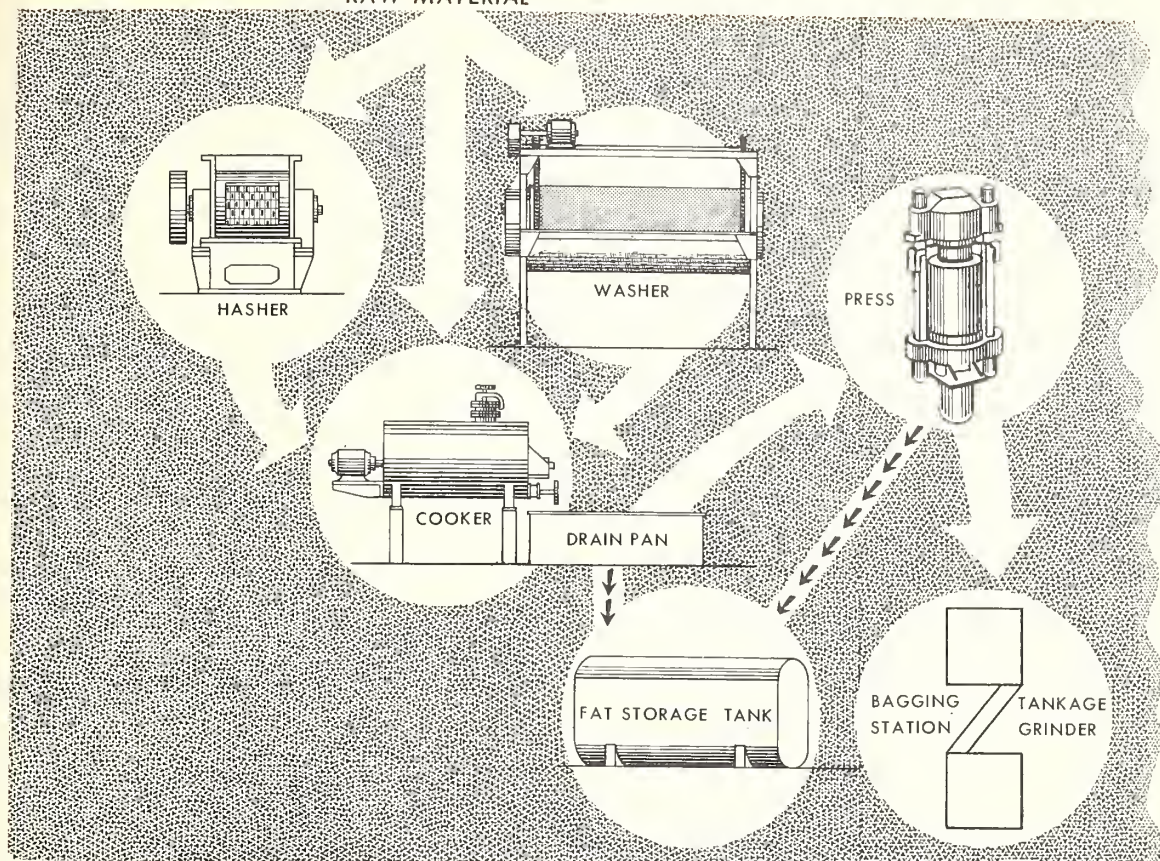 RAW MATERIAL
HASHER
WASHER
PRESS
COOKER
DRAIN PAN
FAT STORAGE TANK
BAGGING
STATION
TANKAGE
GRINDER